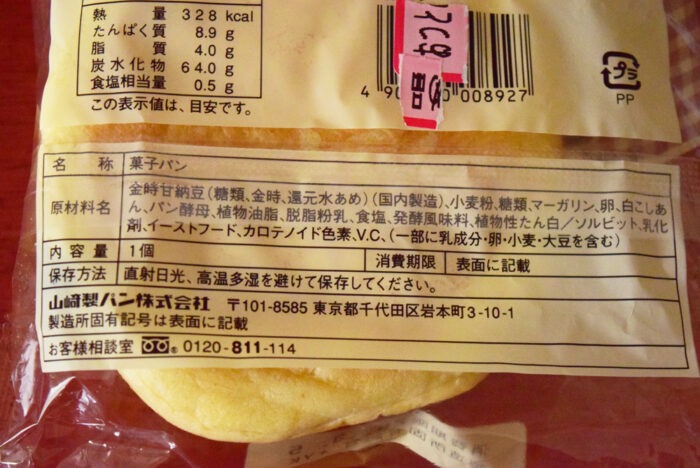 熱 量 328 kcal
たんぱく質 8.9 g
脂 質 4.0 g
炭水化物 64.0 g
食塩相当量 0.5 g
この表示値は、目安です。
008927
プラ
PP
名 称 菓子パン
原材料名 金時甘納豆(糖類、金時、還元水あめ)(国内製造)、小麦粉、糖類、マーガリン、卵、白こしあ
ん、パン酵母、植物油脂、脱脂粉乳、食塩、発酵風味料、植物性たん白/ソルビット、乳化
剤、イーストフード、カロテノイド色素、V.C.、(一部に乳成分・卵・小麦・大豆を含む)
内容量 1個 消費期限 表面に記載
保存方法 直射日光、高温多湿を避けて保存してください。
山崎製パン株式会社 〒101-8585 東京都千代田区岩本町3-10-1
製造所固有記号は表面に記載
お客様相談室 0120-811-114